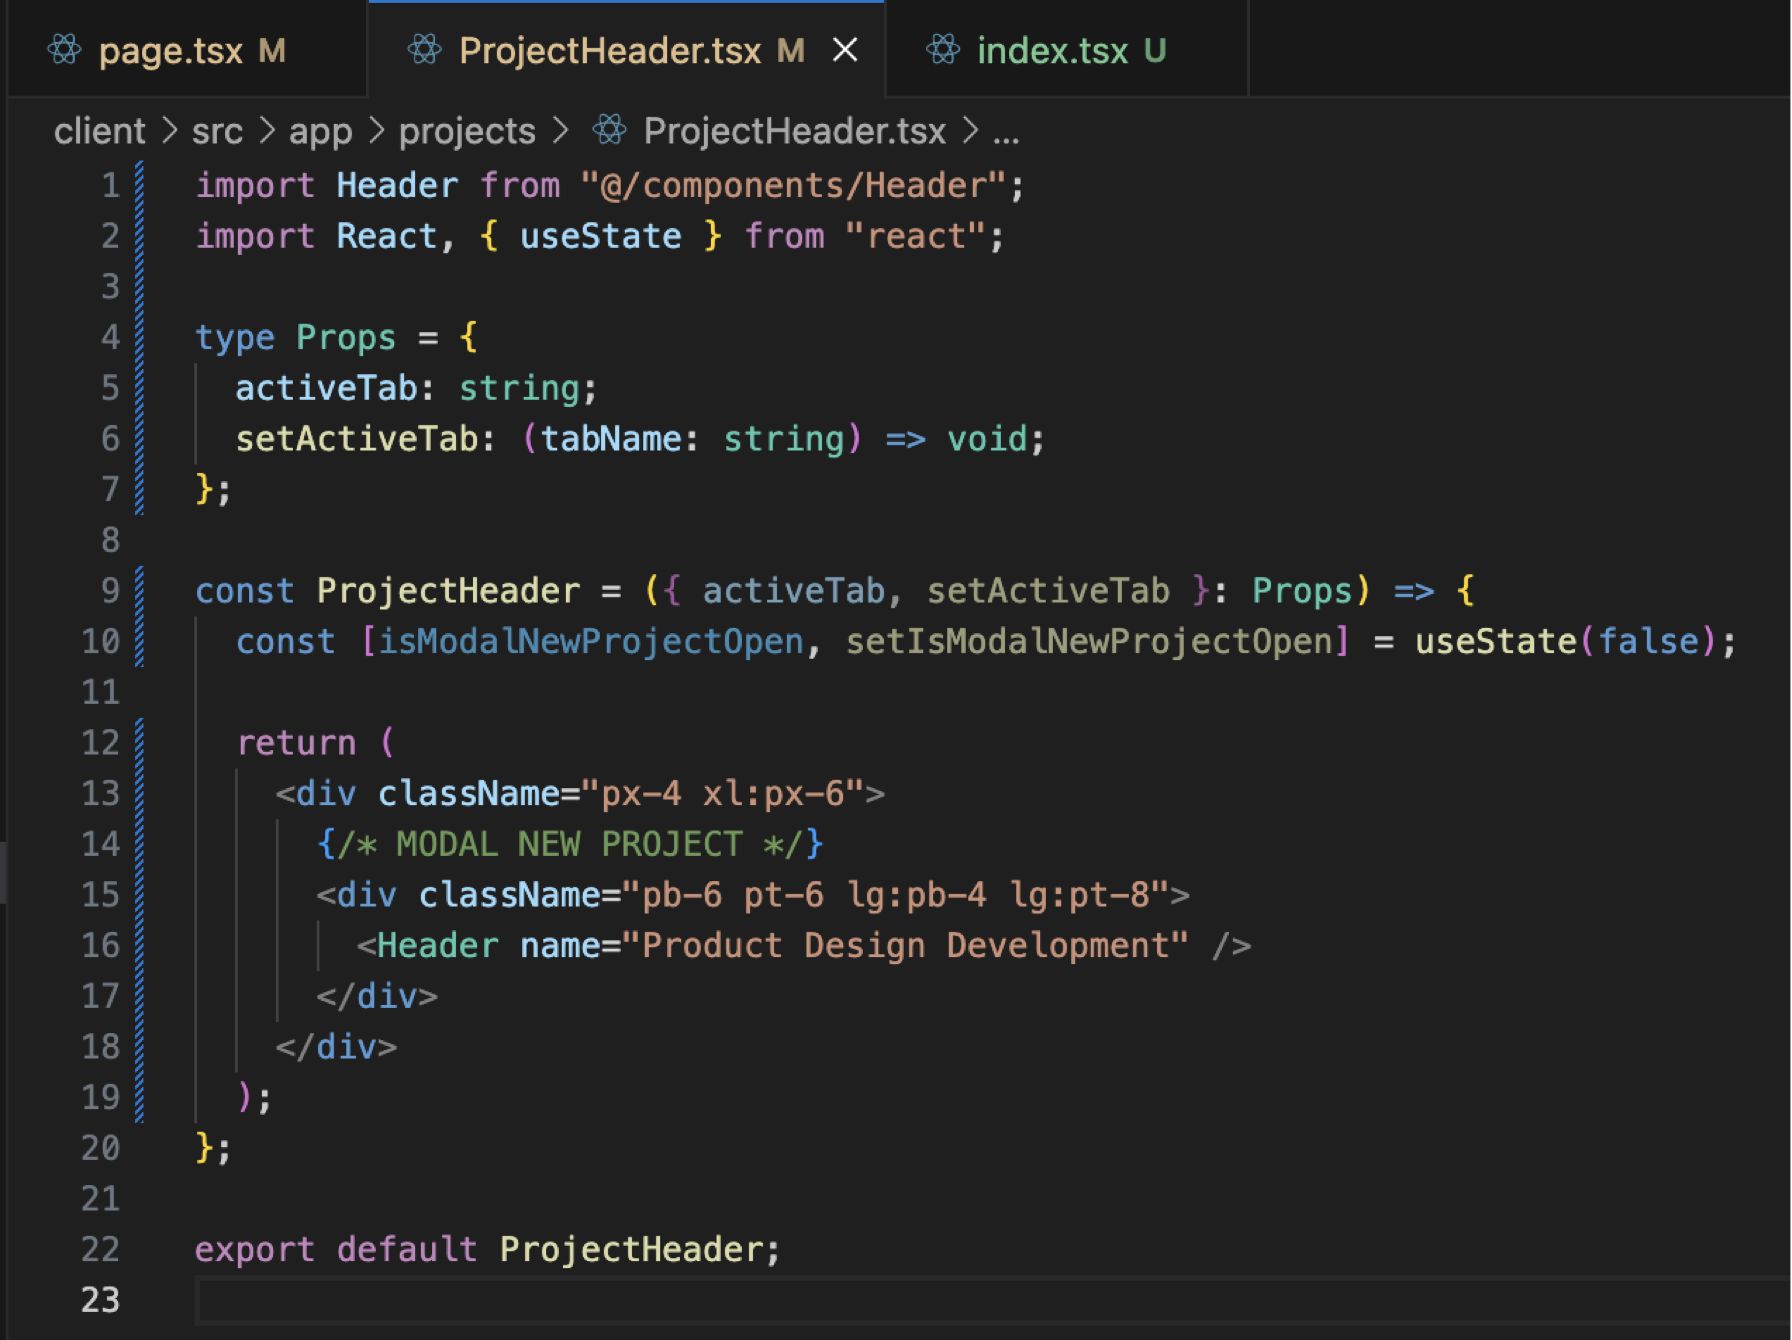 page.tsx M ProjectHeader.tsx M index.tsx U
client > src > app > projects > ProjectHeader.tsx > ...
1 import Header from "@/components/Header";
2 import React, { useState } from "react";
3
4 type Props = {
5   activeTab: string;
6   setActiveTab: (tabName: string) => void;
7 };
8
9 const ProjectHeader = ({ activeTab, setActiveTab }: Props) => {
10   const [isModalNewProjectOpen, setIsModalNewProjectOpen] = useState(false);
11
12   return (
13     <div className="px-4 xl:px-6">
14       {/* MODAL NEW PROJECT */}
15       <div className="pb-6 pt-6 lg:pb-4 lg:pt-8">
16         <Header name="Product Design Development" />
17       </div>
18     </div>
19   );
20 };
21
22 export default ProjectHeader;
23